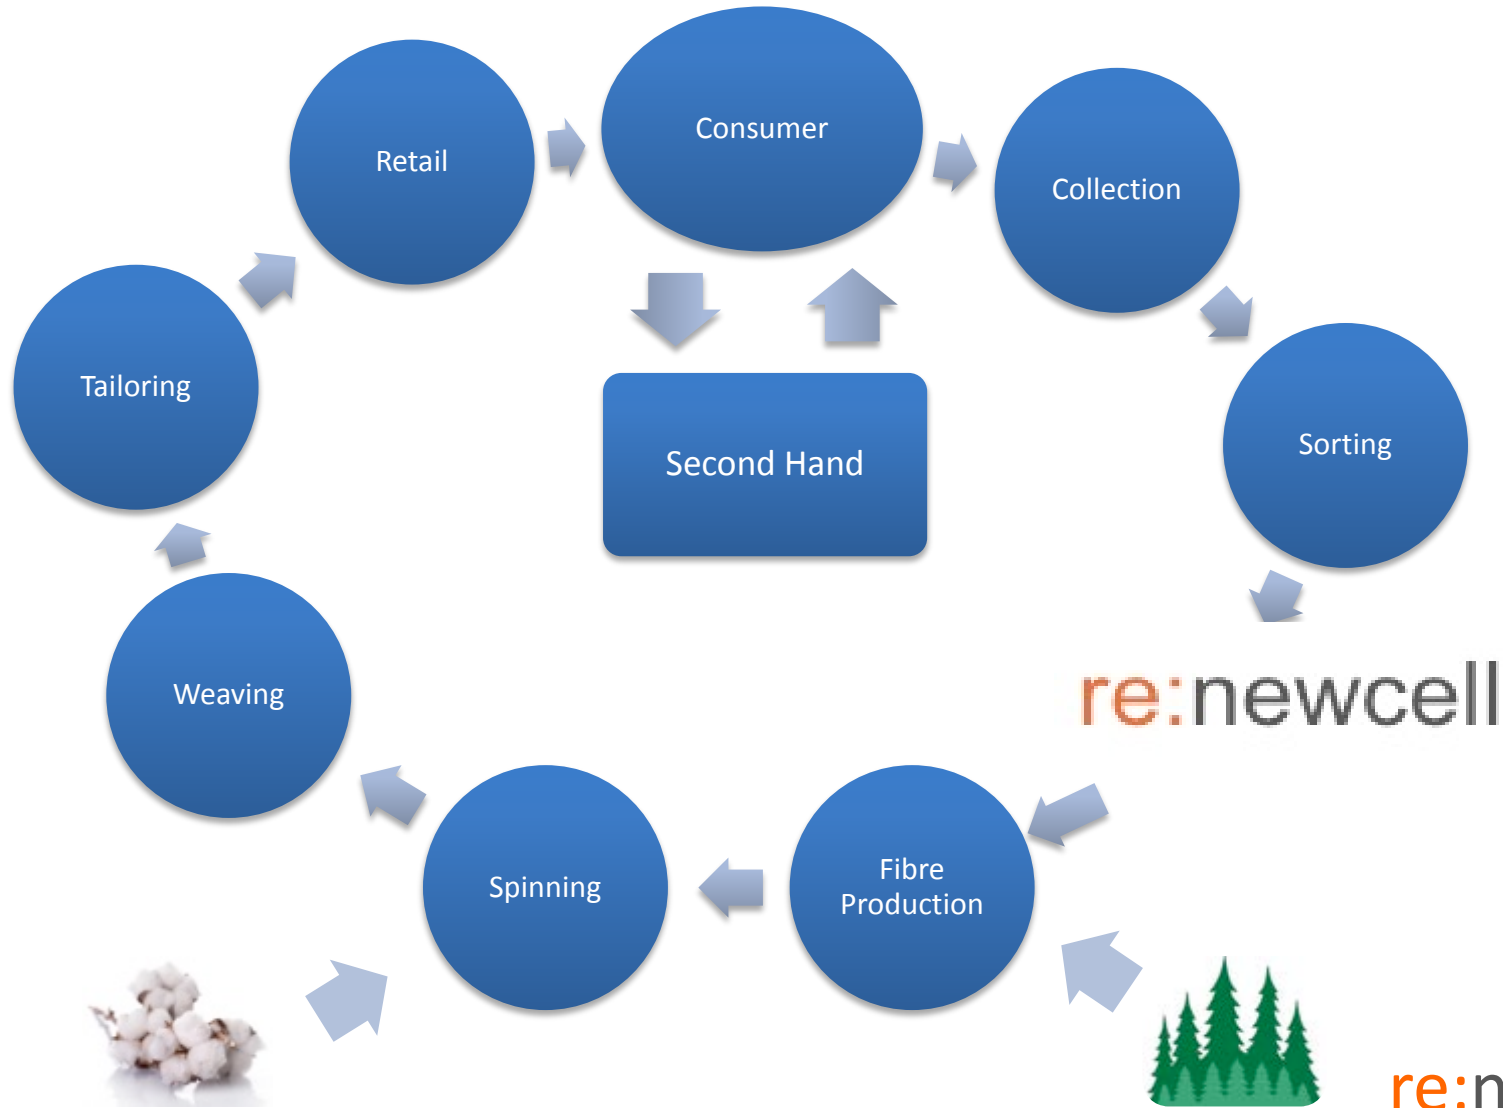 Consumer
Retail
Collection
Tailoring
Sorting
Second Hand
Weaving
re:newcell
Fibre
Production
Spinning
re:n